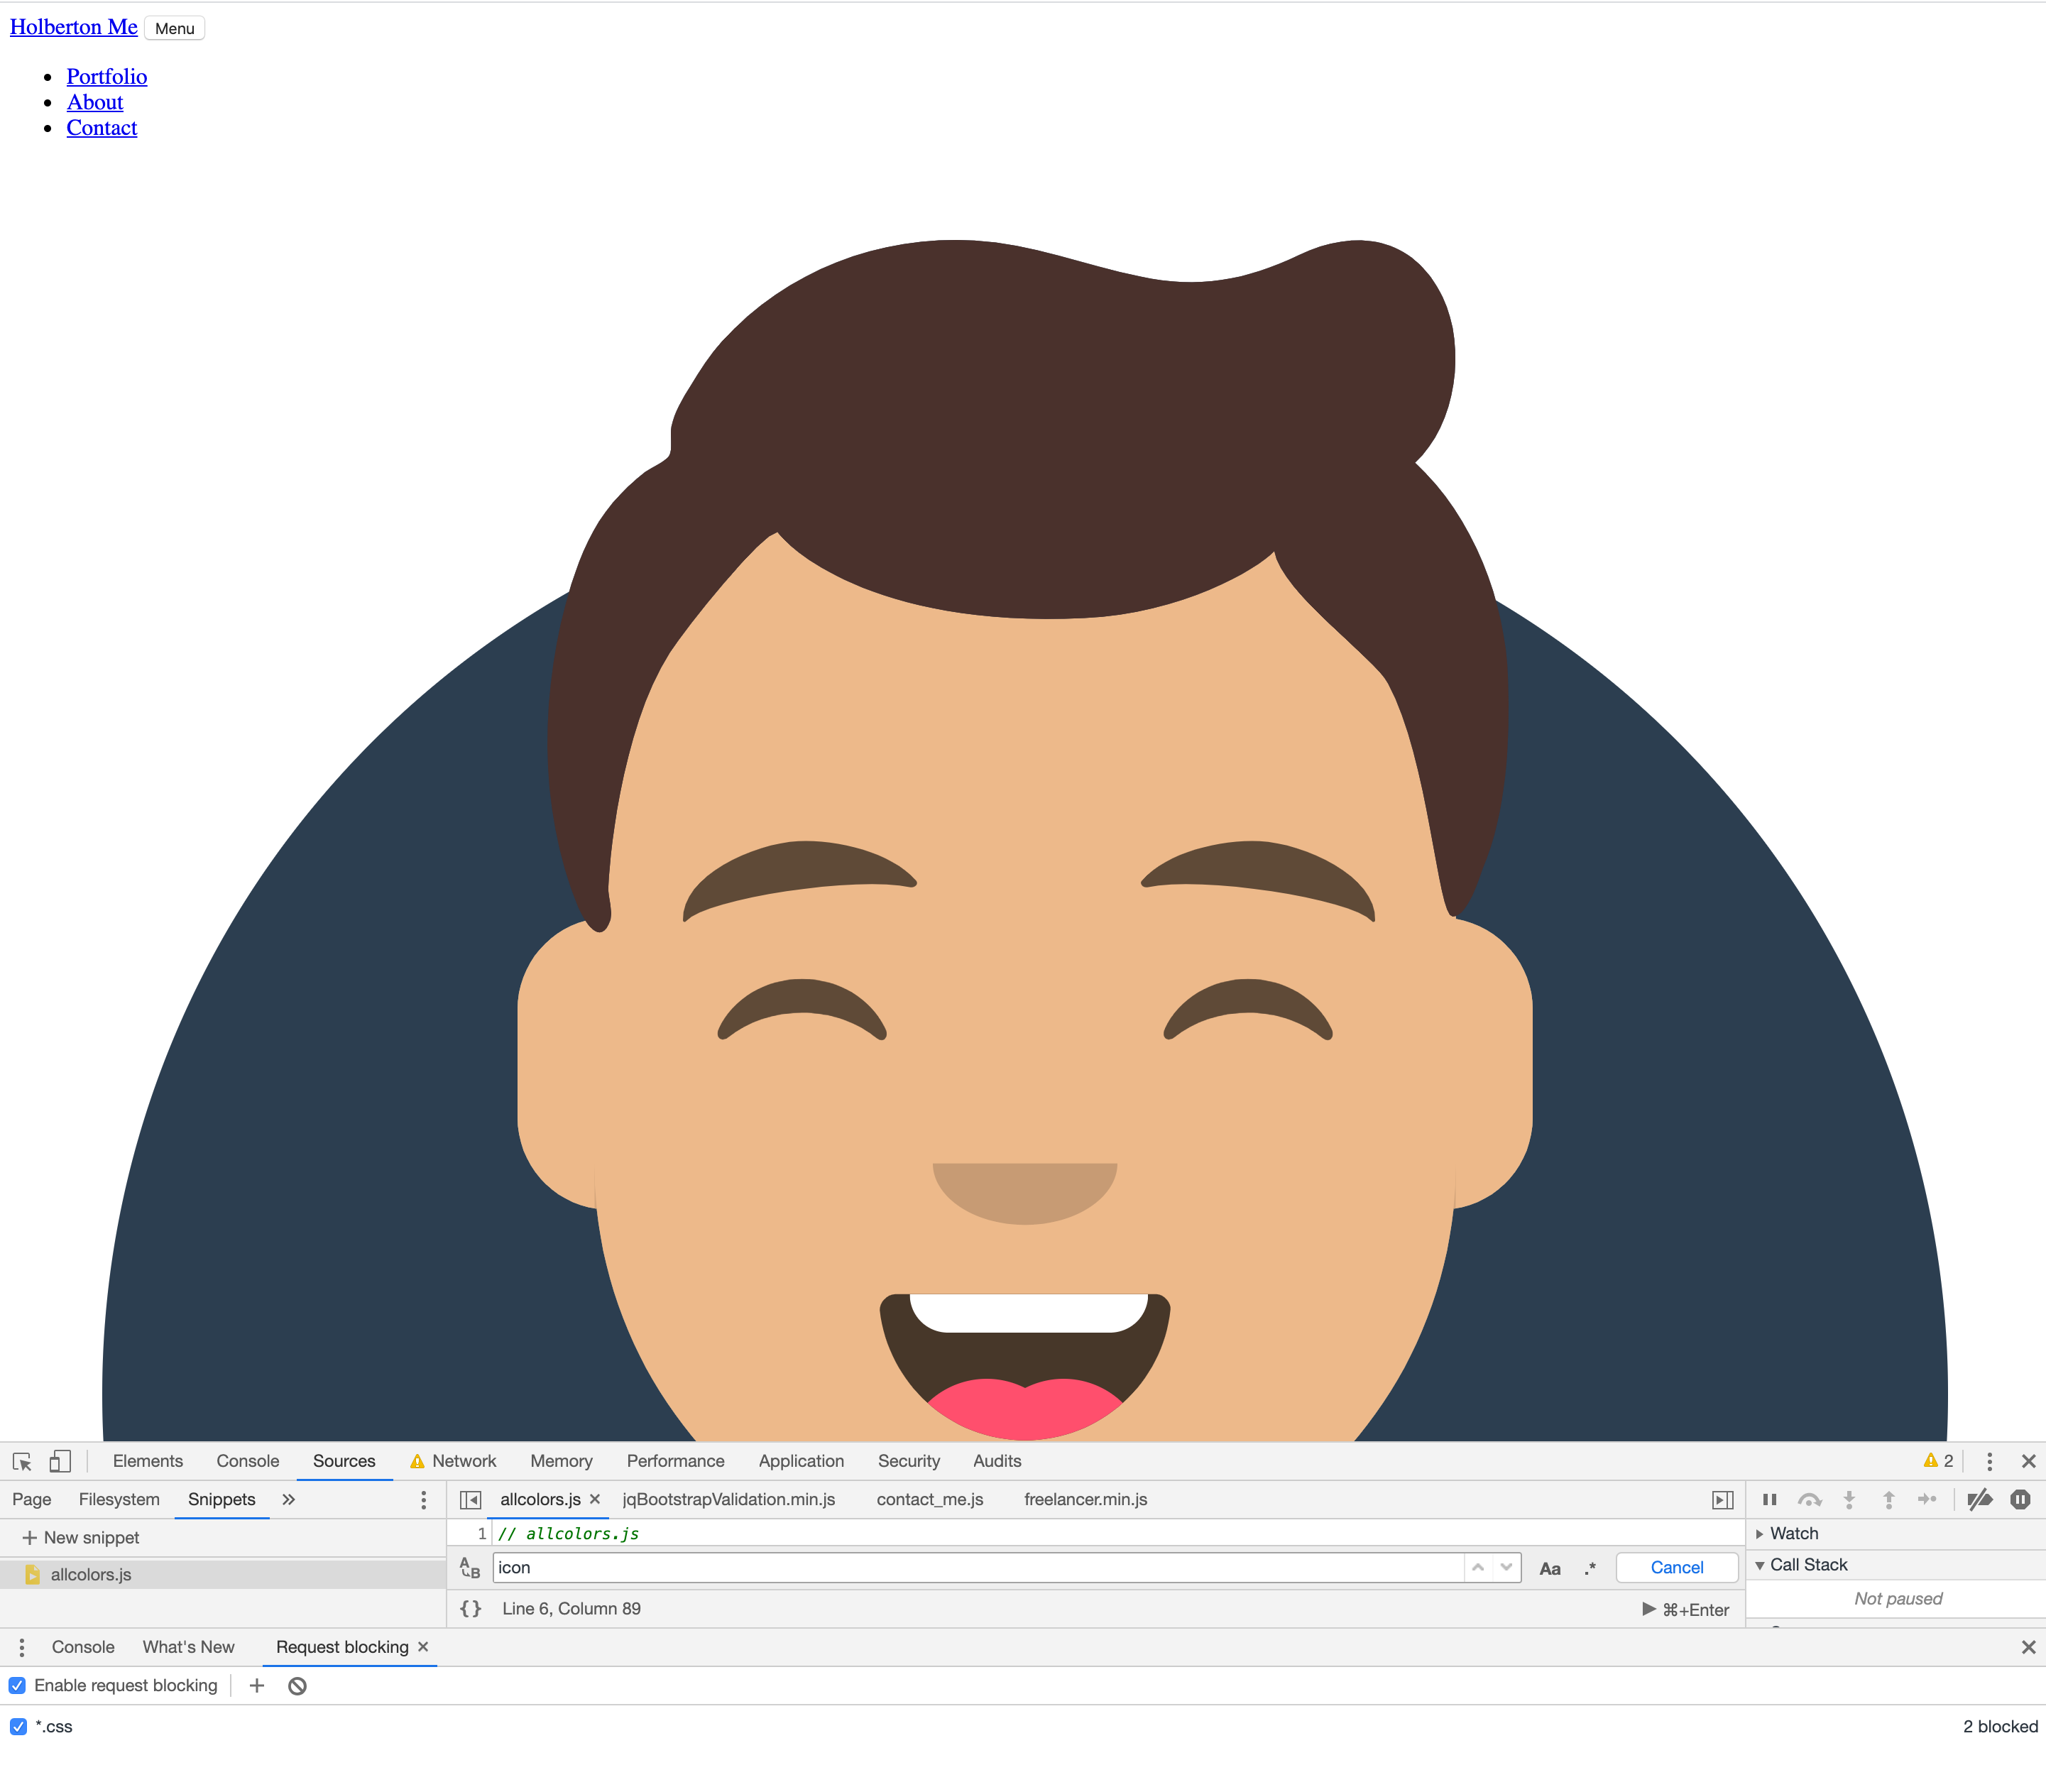 Holberton Me Menu
Portfolio
About
Contact
Elements Console Sources Network Memory Performance Application Security Audits 2
Page Filesystem Snippets » allcolors.js jqBootstrapValidation.min.js contact_me.js freelancer.min.js
New snippet
1 // allcolors.js
Watch
allcolors.js
icon
Aa .* Cancel
Call Stack
Not paused
{} Line 6, Column 89 ⌘+Enter
Console What's New Request blocking
Enable request blocking
*.css 2 blocked